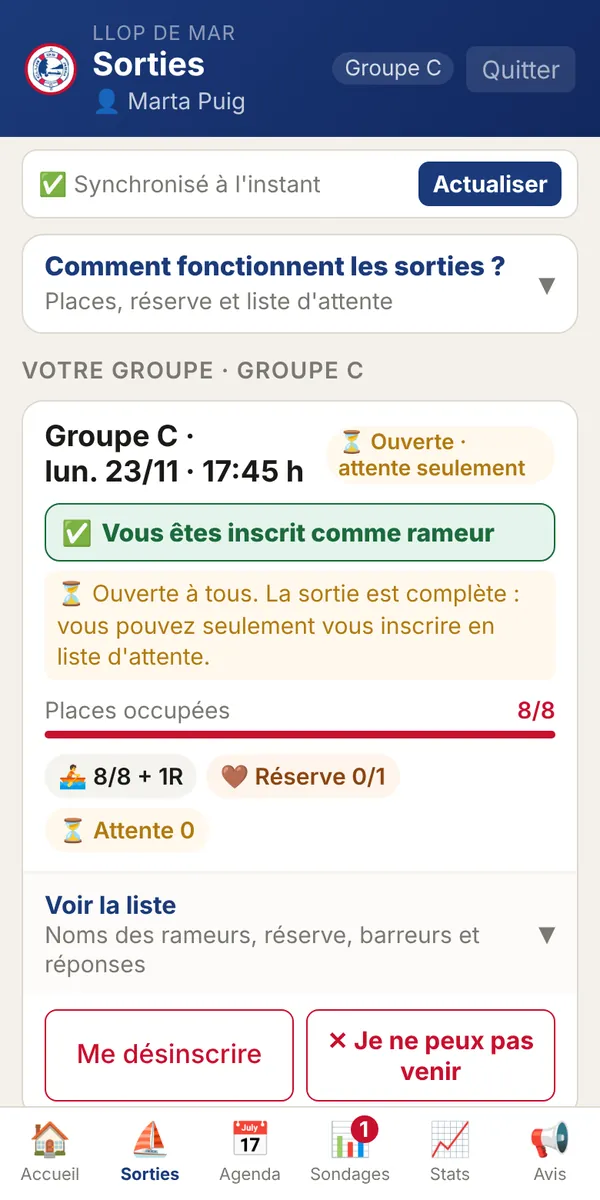 LLOP DE MAR
Sorties
👤 Marta Puig
Groupe C
Quitter
✅ Synchronisé à l'instant
Actualiser
Comment fonctionnent les sorties ?
Places, réserve et liste d'attente
▼
VOTRE GROUPE · GROUPE C
Groupe C ·
lun. 23/11 · 17:45 h
⏳ Ouverte ·
attente seulement
✅ Vous êtes inscrit comme rameur
⏳ Ouverte à tous. La sortie est complète :
vous pouvez seulement vous inscrire en
liste d'attente.
Places occupées
8/8
🚣 8/8 + 1R
🤎 Réserve 0/1
⏳ Attente 0
Voir la liste
Noms des rameurs, réserve, barreurs et
réponses
▼
Me désinscrire
✕ Je ne peux pas
venir
July
17
1
Accueil
Sorties
Agenda
Sondages
Stats
Avis